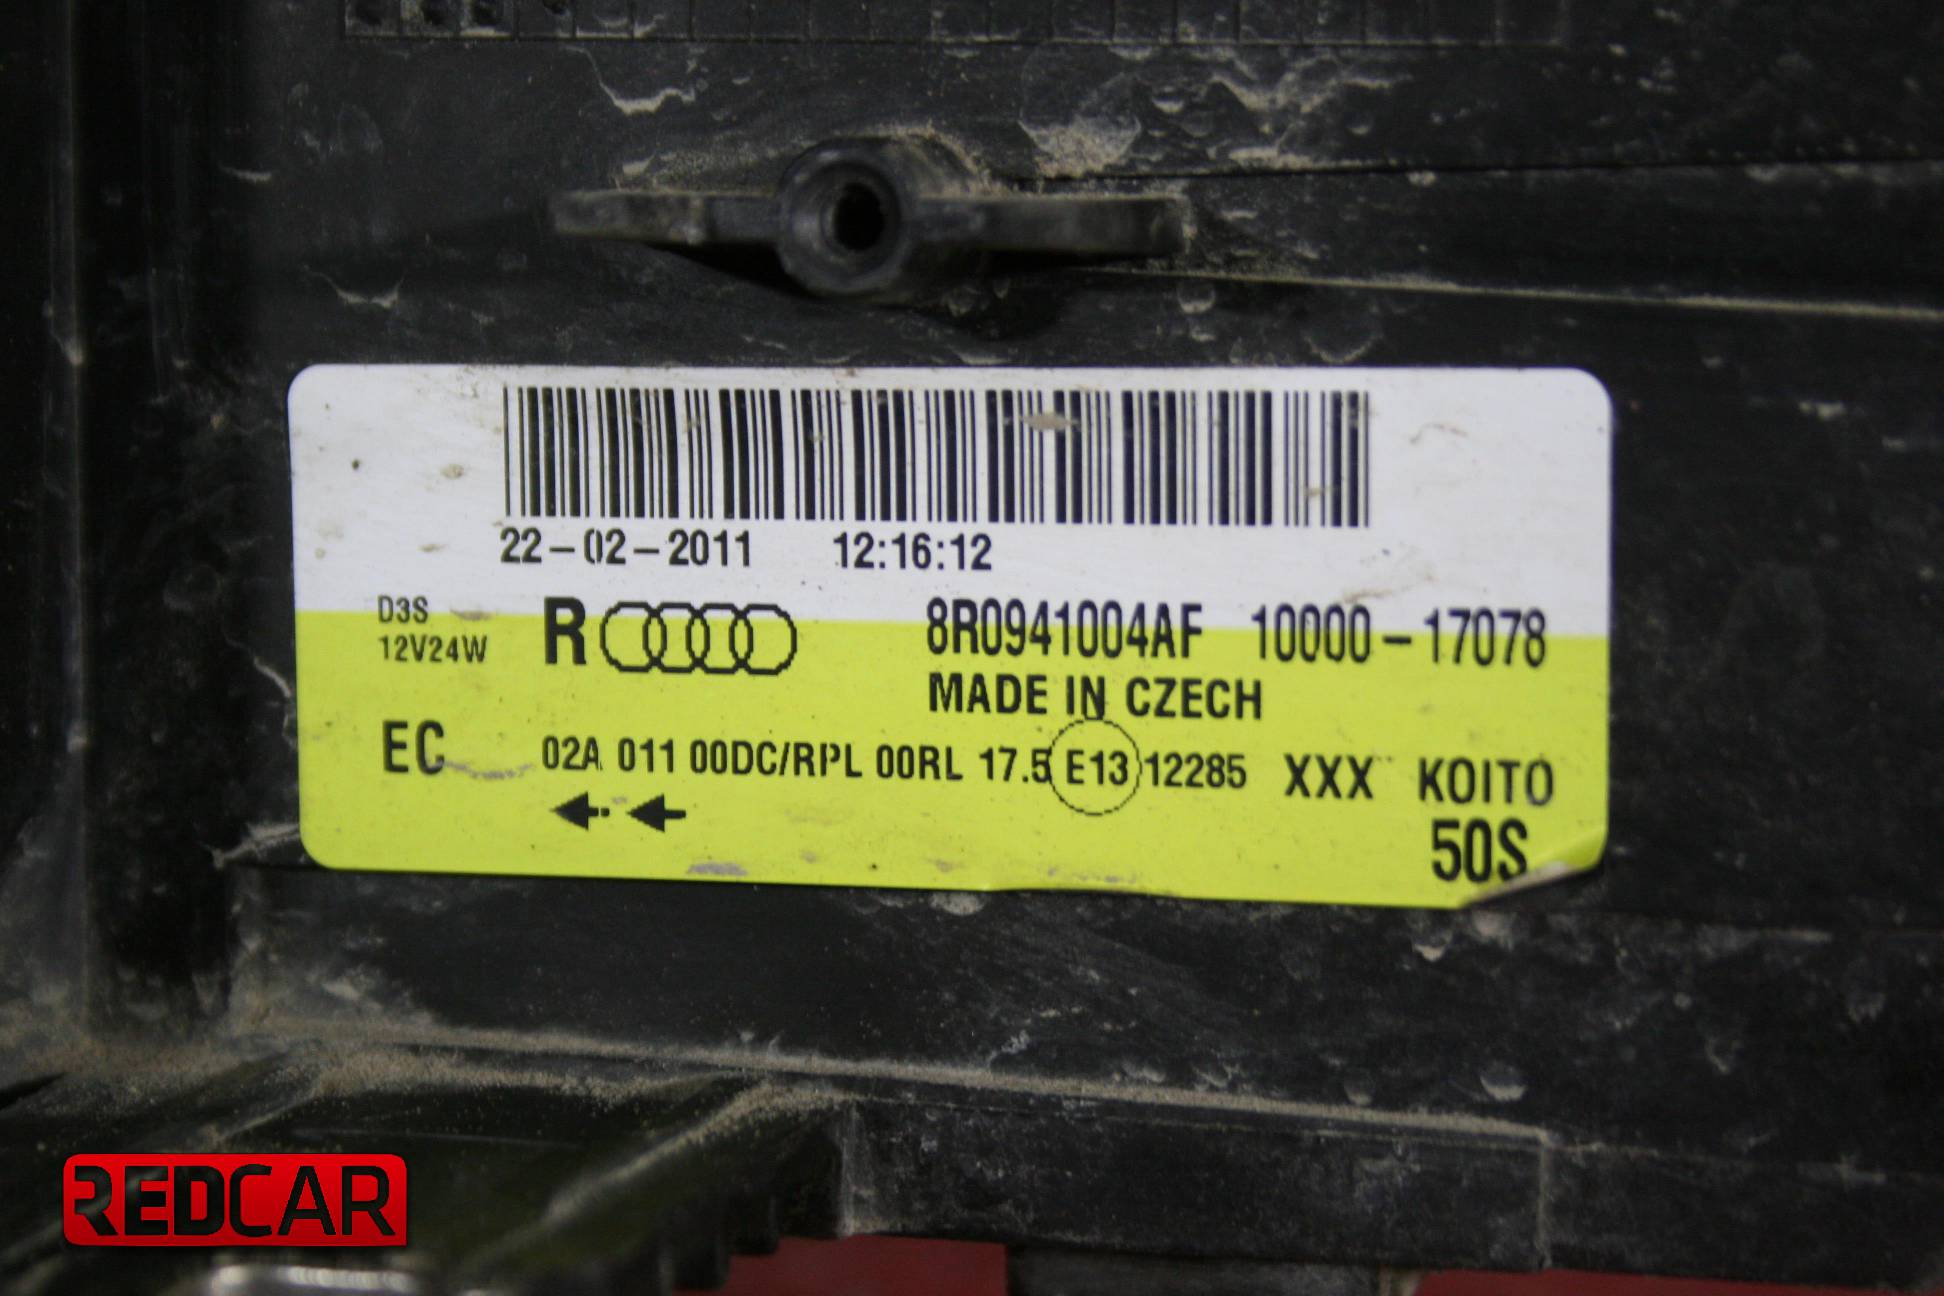 22-02-2011 12:16:12
D3S
12V24W
R
8R0941004AF 10000-17078
MADE IN CZECH
EC 02A 011 00DC/RPL 00RL 17.5 E13 12285 XXX KOITO
50S
REDCAR